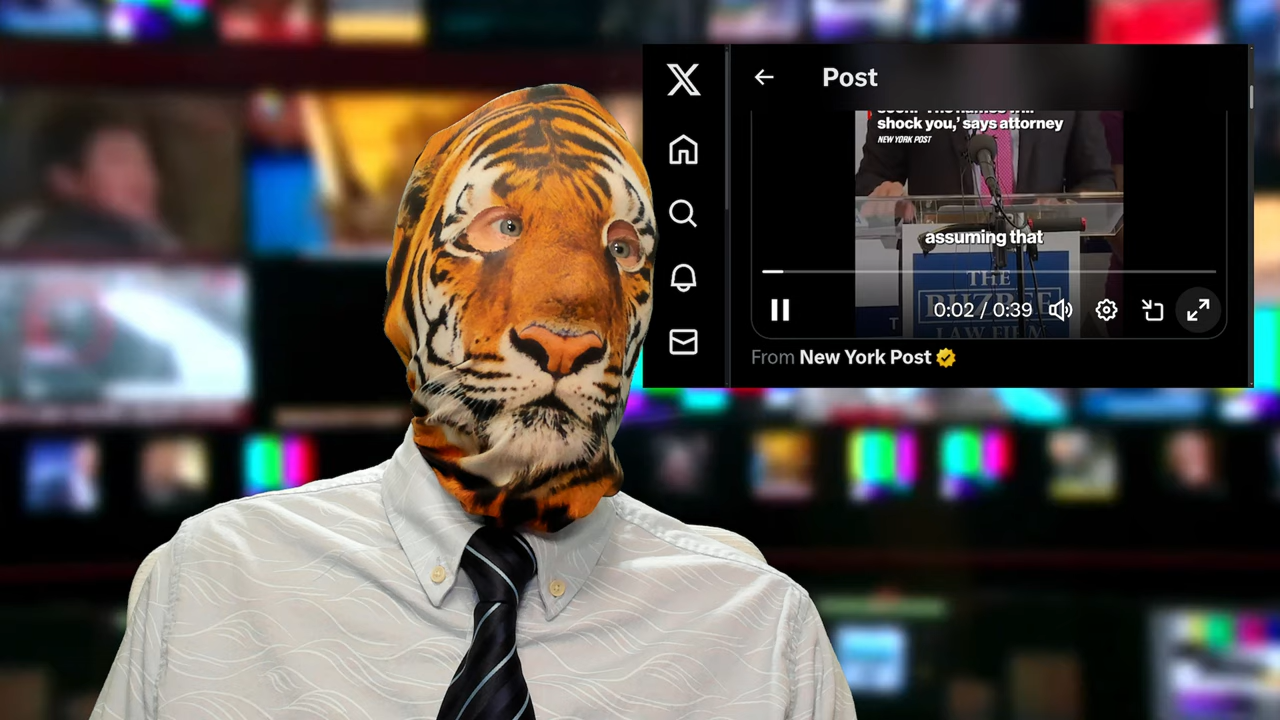 Post
shock you,' says attorney
NEW YORK POST
assuming that
THE
BUZBEE
LAW FIRM
0:02 / 0:39
From New York Post